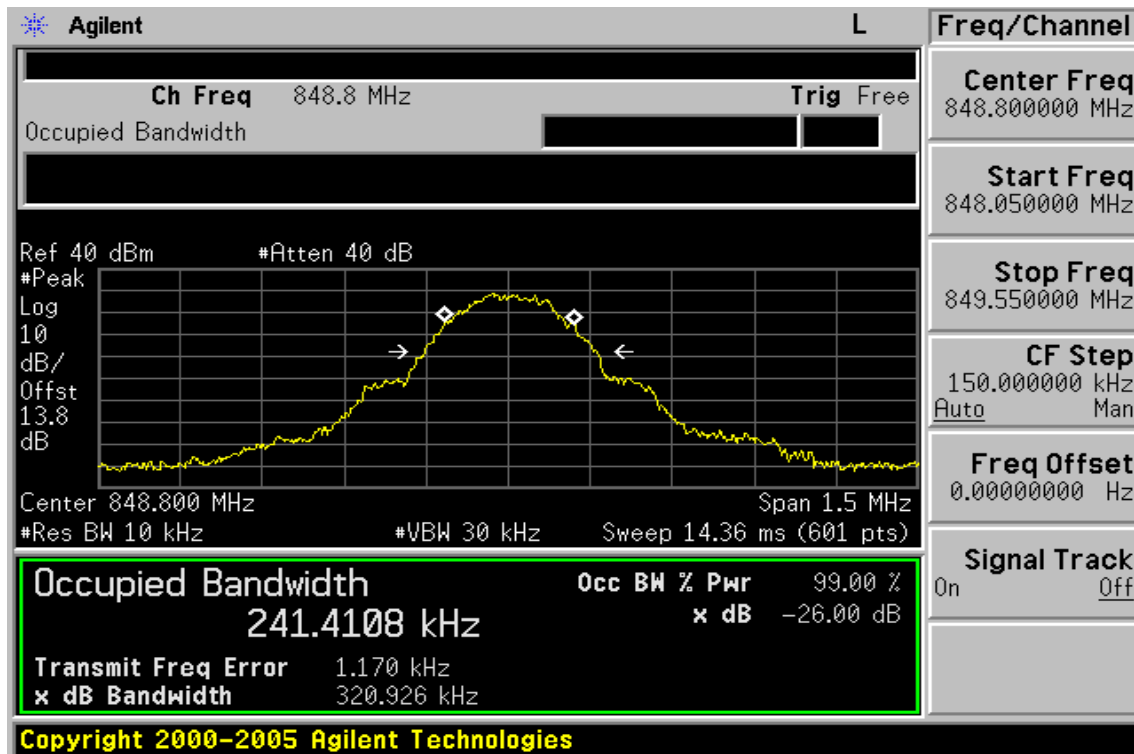 Agilent L
Freq/Channel
Ch Freq 848.8 MHz Trig Free
Occupied Bandwidth
Center Freq
848.800000 MHz
Start Freq
848.050000 MHz
Stop Freq
849.550000 MHz
CF Step
150.000000 kHz
Auto Man
Freq Offset
0.00000000 Hz
Signal Track
On Off
Ref 40 dBm #Atten 40 dB
#Peak
Log
10
dB/
Offst
13.8
dB
Center 848.800 MHz Span 1.5 MHz
#Res BW 10 kHz #VBW 30 kHz Sweep 14.36 ms (601 pts)
Occupied Bandwidth
241.4108 kHz
Occ BW % Pwr 99.00 %
x dB -26.00 dB
Transmit Freq Error 1.170 kHz
x dB Bandwidth 320.926 kHz
Copyright 2000-2005 Agilent Technologies